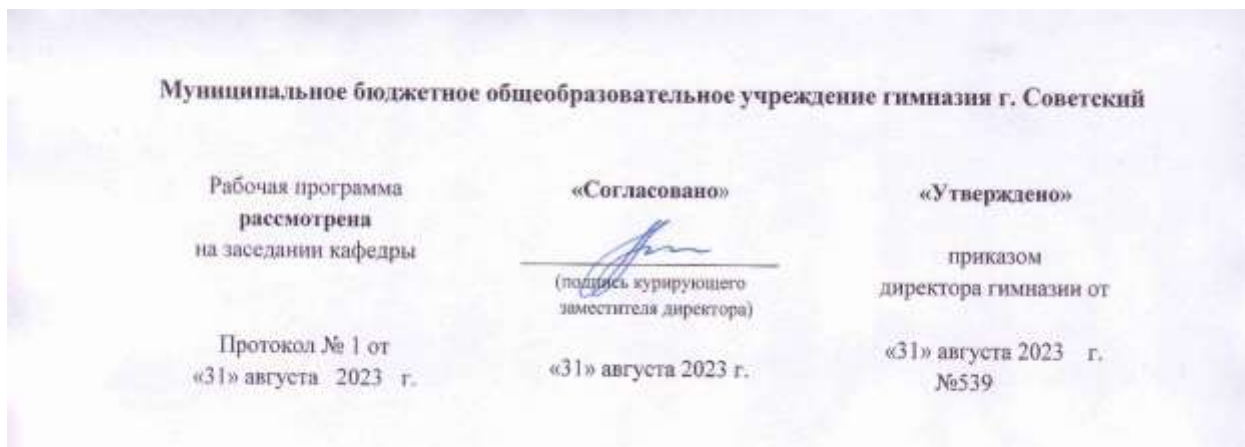 Муниципальное бюджетное общеобразовательное учреждение гимназия г. Советский
Рабочая программа
рассмотрена
на заседании кафедры
Протокол № 1 от
«31» августа 2023 г.
«Согласовано»
(подпись курирующего
заместителя директора)
«31» августа 2023 г.
«Утверждено»
приказом
директора гимназии от
«31» августа 2023 г.
№539